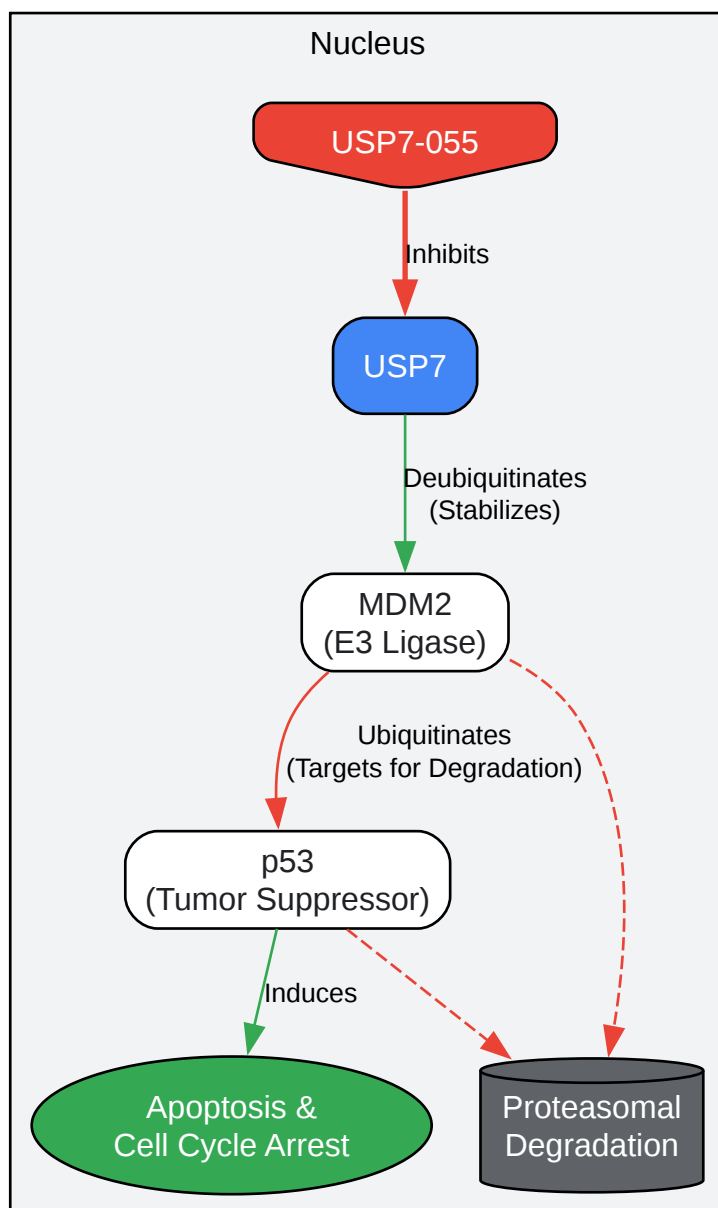 Nucleus
USP7-055
Inhibits
USP7
Deubiquitinates
(Stabilizes)
MDM2
(E3 Ligase)
Ubiquitinates
(Targets for Degradation)
p53
(Tumor Suppressor)
Induces
Apoptosis &
Cell Cycle Arrest
Proteasomal
Degradation